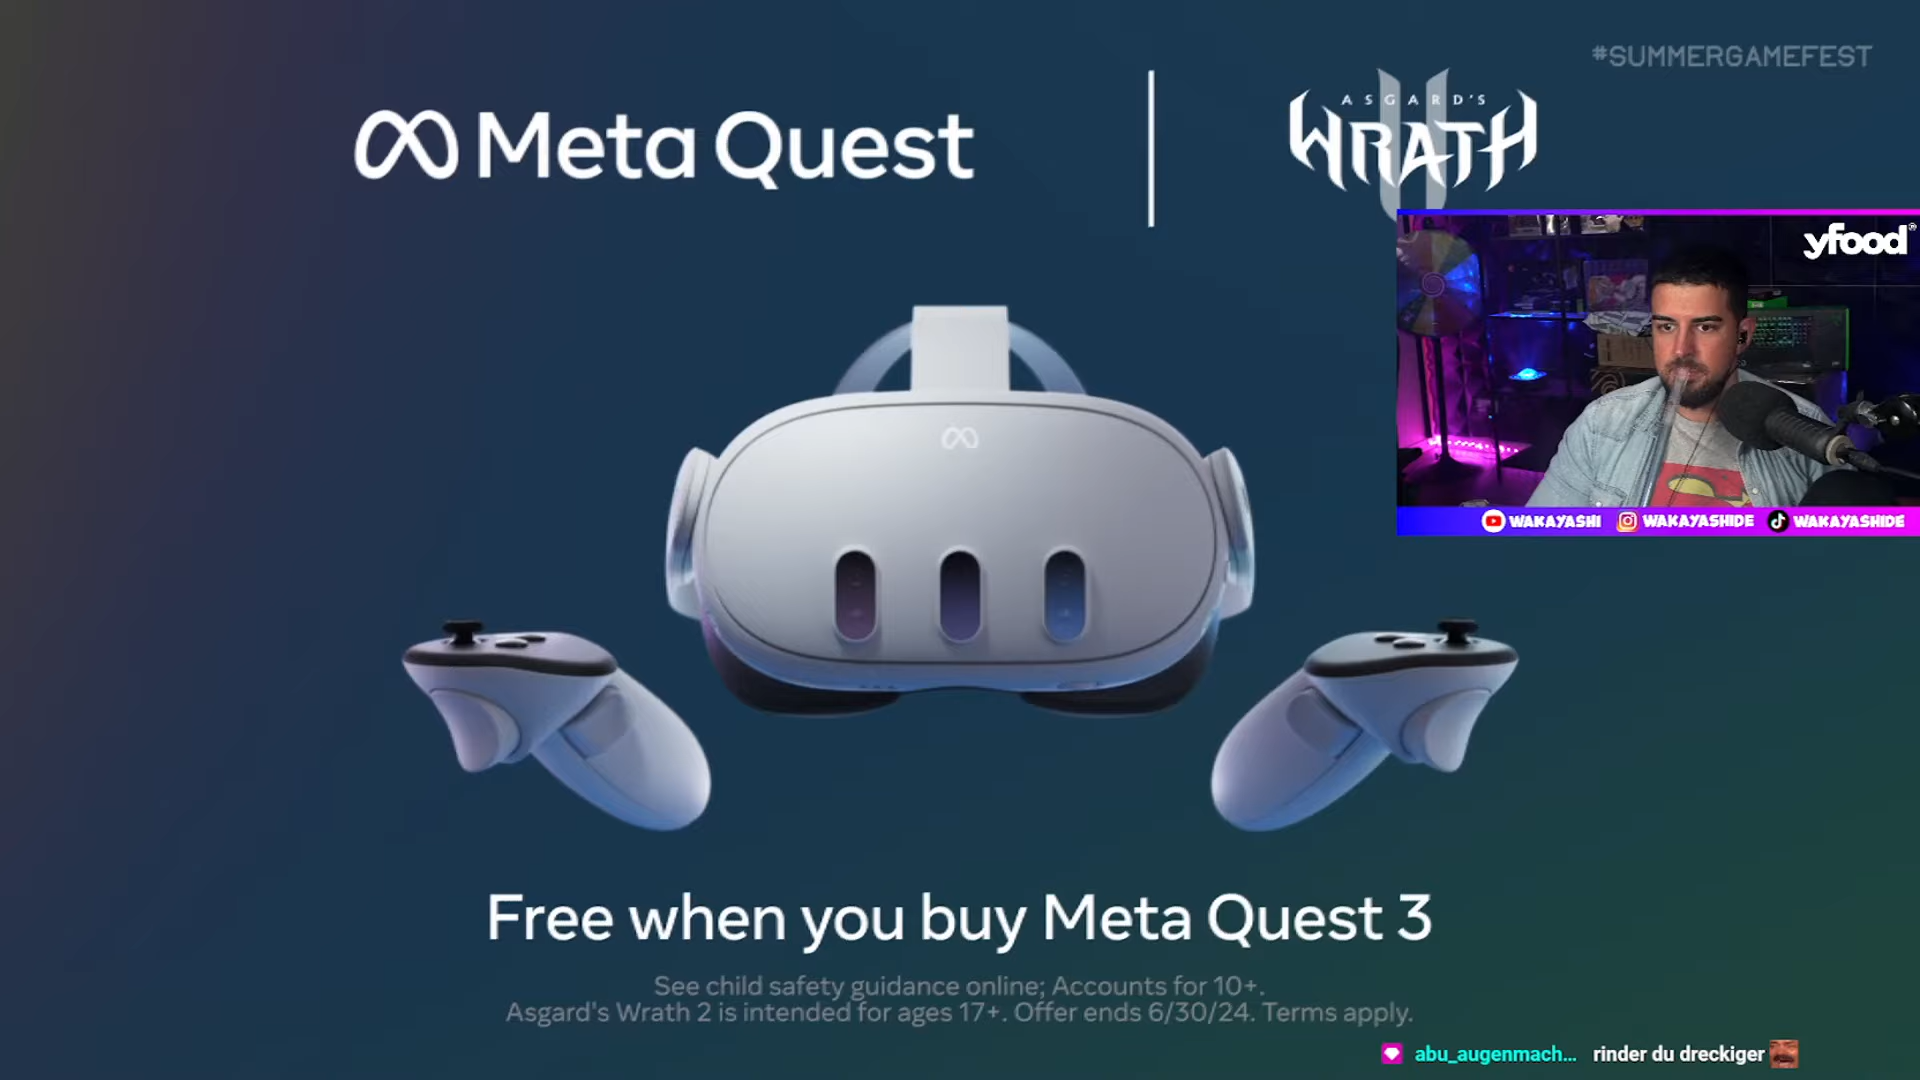 #SUMMERGAMEFEST
Meta Quest
ASGARD'S
WRATH
yfood®
WAKAYASHI WAKAYASHIDE WAKAYASHIDE
Free when you buy Meta Quest 3
See child safety guidance online; Accounts for 10+.
Asgard's Wrath 2 is intended for ages 17+. Offer ends 6/30/24. Terms apply.
abu_augenmach... rinder du dreckiger